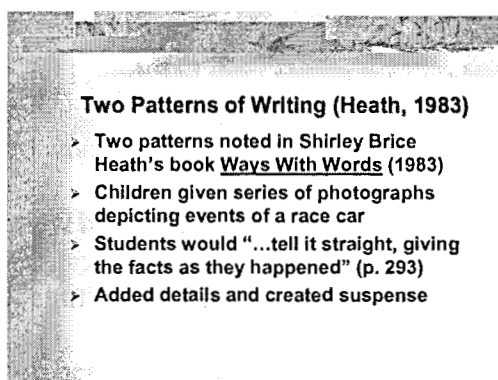 Two Patterns of Writing (Heath, 1983)
➢ Two patterns noted in Shirley Brice
Heath's book Ways With Words (1983)
➢ Children given series of photographs
depicting events of a race car
➢ Students would "...tell it straight, giving
the facts as they happened" (p. 293)
➢ Added details and created suspense